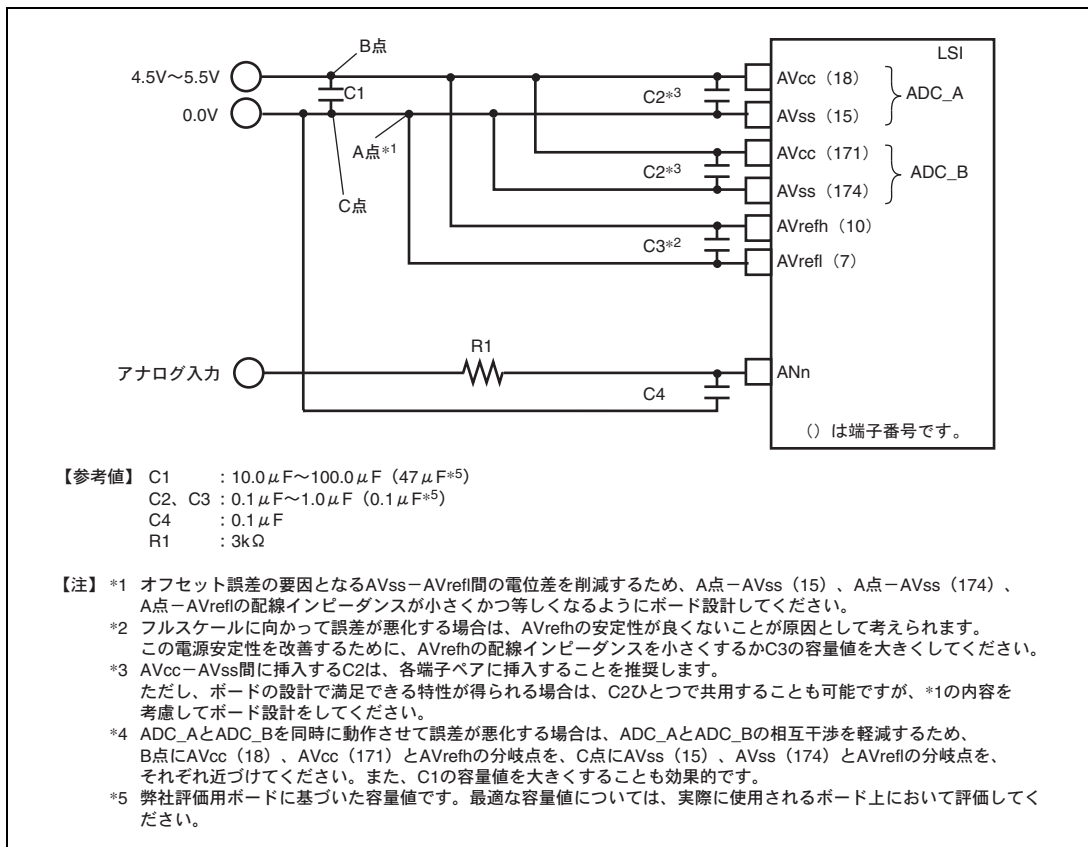 B点
LSI
4.5V～5.5V
AVcc（18）
C1
C2*3
ADC_A
0.0V
AVss（15）
A点*1
AVcc（171）
C2*3
ADC_B
C点
AVss（174）
AVrefh（10）
C3*2
AVrefl（7）
R1
アナログ入力
ANn
C4
（）は端子番号です。
【参考値】 C1 ：10.0μF～100.0μF（47μF*5）
C2、C3 ：0.1μF～1.0μF（0.1μF*5）
C4 ：0.1μF
R1 ：3kΩ
【注】 *1 オフセット誤差の要因となるAVss－AVrefl間の電位差を削減するため、A点－AVss（15）、A点－AVss（174）、
A点－AVreflの配線インピーダンスが小さくかつ等しくなるようにボード設計してください。
*2 フルスケールに向かって誤差が悪化する場合は、AVrefhの安定性が良くないことが原因として考えられます。
この電源安定性を改善するために、AVrefhの配線インピーダンスを小さくするかC3の容量値を大きくしてください。
*3 AVcc－AVss間に挿入するC2は、各端子ペアに挿入することを推奨します。
ただし、ボードの設計で満足できる特性が得られる場合は、C2ひとつで共用することも可能ですが、*1の内容を
考慮してボード設計をしてください。
*4 ADC_AとADC_Bを同時に動作させて誤差が悪化する場合は、ADC_AとADC_Bの相互干渉を軽減するため、
B点にAVcc（18）、AVcc（171）とAVrefhの分岐点を、C点にAVss（15）、AVss（174）とAVreflの分岐点を、
それぞれ近づけてください。また、C1の容量値を大きくすることも効果的です。
*5 弊社評価用ボードに基づいた容量値です。最適な容量値については、実際に使用されるボード上において評価してく
ださい。